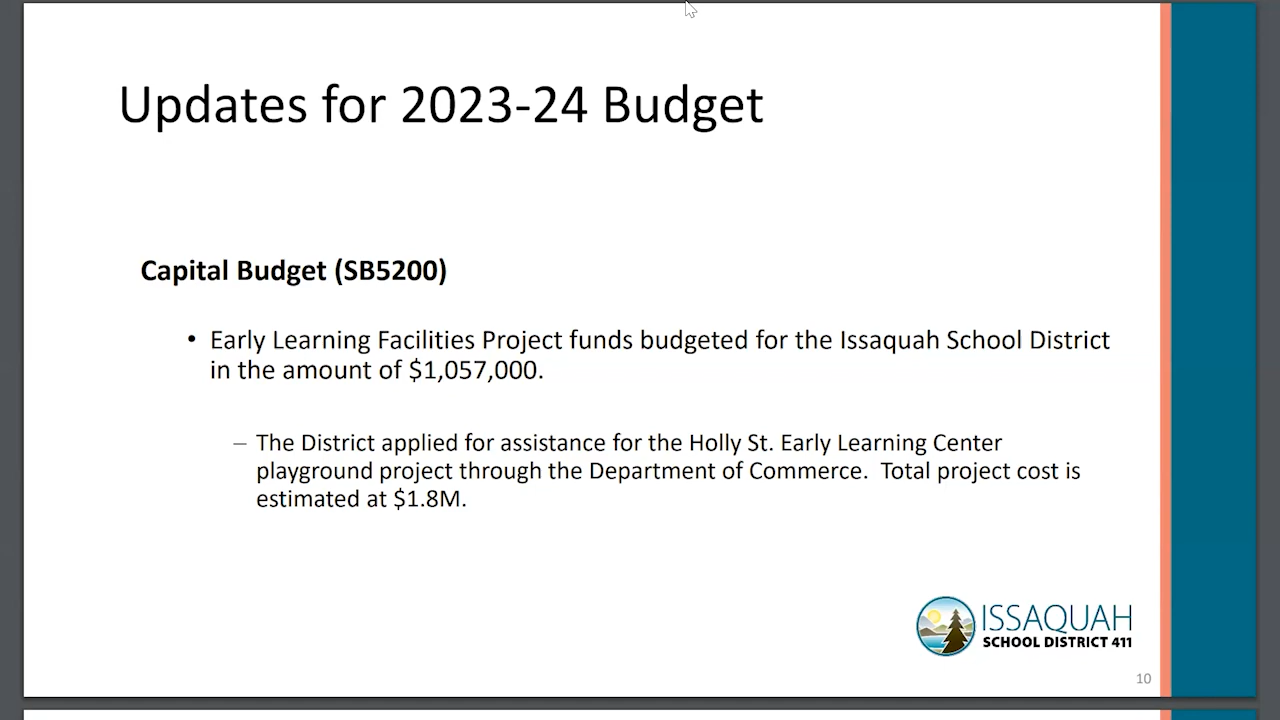 Updates for 2023-24 Budget
Capital Budget (SB5200)
• Early Learning Facilities Project funds budgeted for the Issaquah School District
in the amount of $1,057,000.
– The District applied for assistance for the Holly St. Early Learning Center
playground project through the Department of Commerce.  Total project cost is
estimated at $1.8M.
ISSAQUAH
SCHOOL DISTRICT 411
10